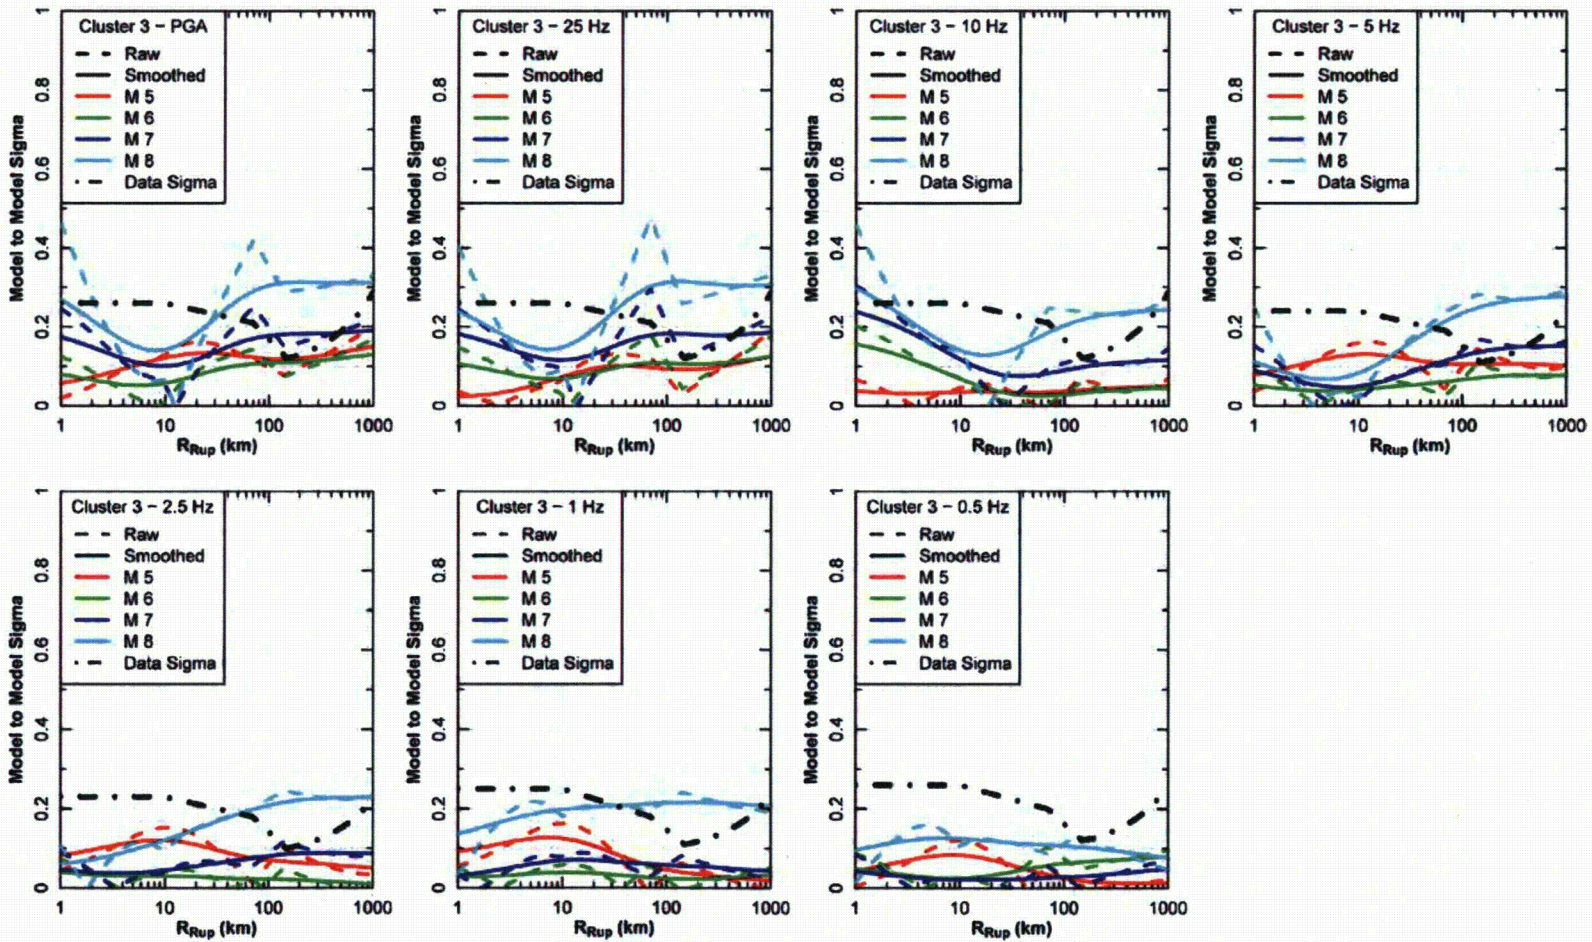 Cluster 3 – PGA
Raw
Smoothed
M 5
M 6
M 7
M 8
Data Sigma
Model to Model Sigma
0 0.2 0.4 0.6 0.8 1
1 10 100 1000
RRup (km)
Cluster 3 – 25 Hz
Raw
Smoothed
M 5
M 6
M 7
M 8
Data Sigma
Model to Model Sigma
0 0.2 0.4 0.6 0.8 1
1 10 100 1000
RRup (km)
Cluster 3 – 10 Hz
Raw
Smoothed
M 5
M 6
M 7
M 8
Data Sigma
Model to Model Sigma
0 0.2 0.4 0.6 0.8 1
1 10 100 1000
RRup (km)
Cluster 3 – 5 Hz
Raw
Smoothed
M 5
M 6
M 7
M 8
Data Sigma
Model to Model Sigma
0 0.2 0.4 0.6 0.8 1
1 10 100 1000
RRup (km)
Cluster 3 – 2.5 Hz
Raw
Smoothed
M 5
M 6
M 7
M 8
Data Sigma
Model to Model Sigma
0 0.2 0.4 0.6 0.8 1
1 10 100 1000
RRup (km)
Cluster 3 – 1 Hz
Raw
Smoothed
M 5
M 6
M 7
M 8
Data Sigma
Model to Model Sigma
0 0.2 0.4 0.6 0.8 1
1 10 100 1000
RRup (km)
Cluster 3 – 0.5 Hz
Raw
Smoothed
M 5
M 6
M 7
M 8
Data Sigma
Model to Model Sigma
0 0.2 0.4 0.6 0.8 1
1 10 100 1000
RRup (km)